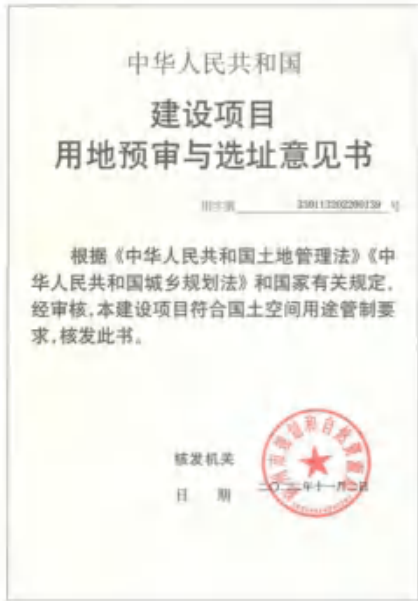 中华人民共和国
建设项目
用地预审与选址意见书
用字第 号
根据《中华人民共和国土地管理法》《中
华人民共和国城乡规划法》和国家有关规定，
经审核，本建设项目符合国土空间用途管制要
求，核发此书。
核发机关
日 期